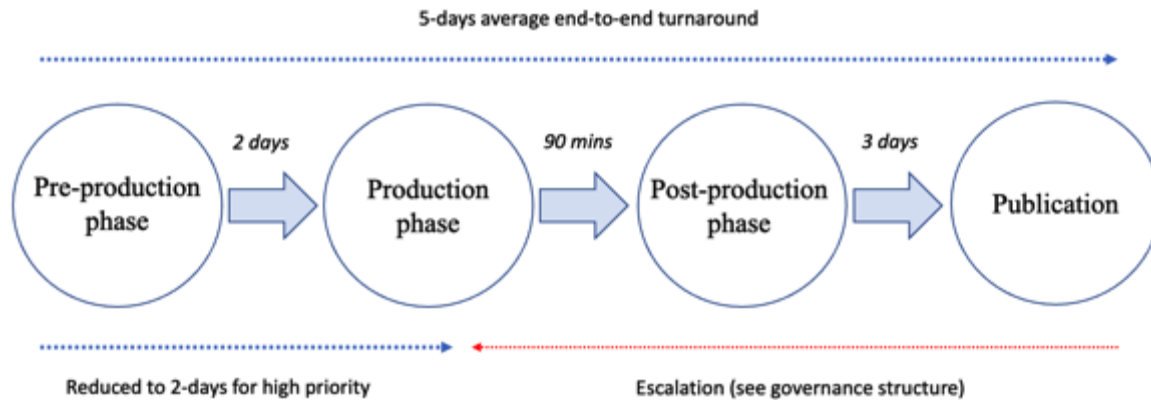 5-days average end-to-end turnaround
2 days
90 mins
3 days
Pre-production
phase
Production
phase
Post-production
phase
Publication
Reduced to 2-days for high priority
Escalation (see governance structure)